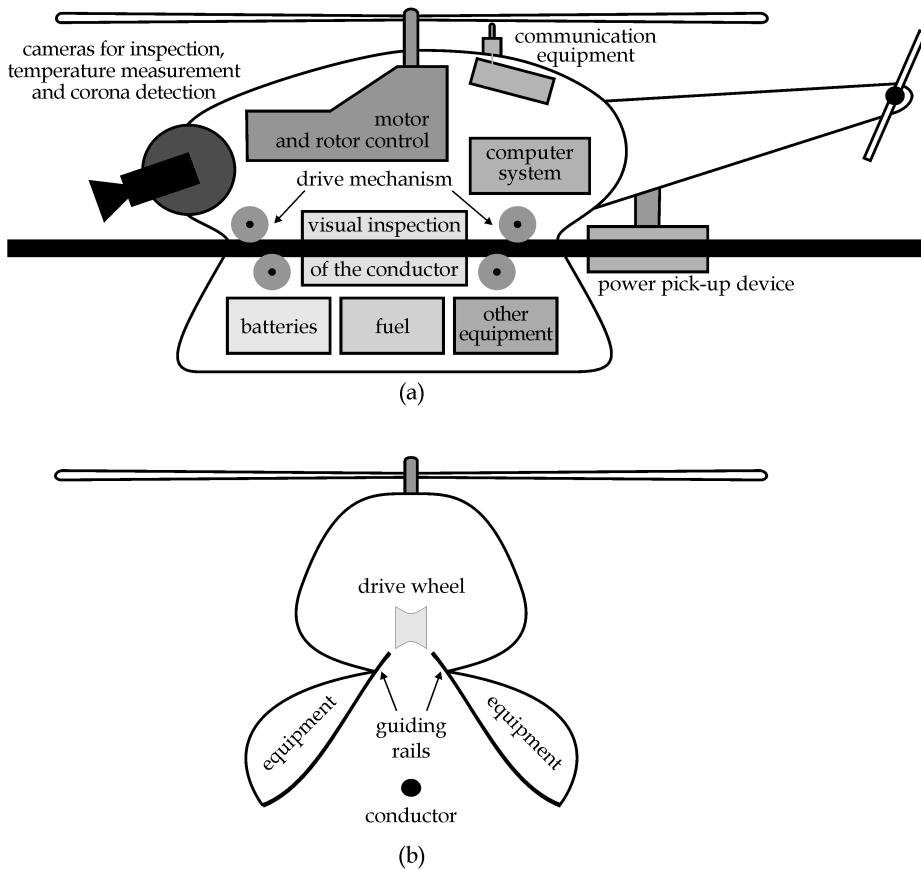 cameras for inspection,
temperature measurement
and corona detection
communication
equipment
motor
and rotor control
computer
system
drive mechanism
visual inspection
of the conductor
power pick-up device
batteries
fuel
other
equipment
(a)
drive wheel
equipment
guiding
rails
equipment
conductor
(b)